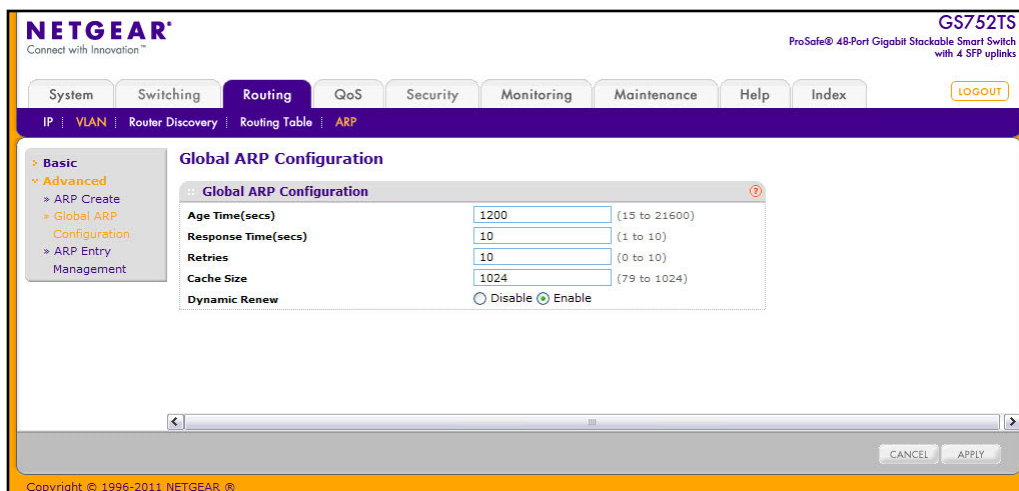 NETGEAR®
Connect with Innovation™
GS752TS
ProSafe® 48-Port Gigabit Stackable Smart Switch
with 4 SFP uplinks
System Switching Routing QoS Security Monitoring Maintenance Help Index LOGOUT
IP VLAN Router Discovery Routing Table ARP
Basic
Advanced
» ARP Create
» Global ARP
Configuration
» ARP Entry
Management
Global ARP Configuration
Global ARP Configuration ?
Age Time(secs) 1200 (15 to 21600)
Response Time(secs) 10 (1 to 10)
Retries 10 (0 to 10)
Cache Size 1024 (79 to 1024)
Dynamic Renew Disable Enable
CANCEL APPLY
Copyright © 1996-2011 NETGEAR ®